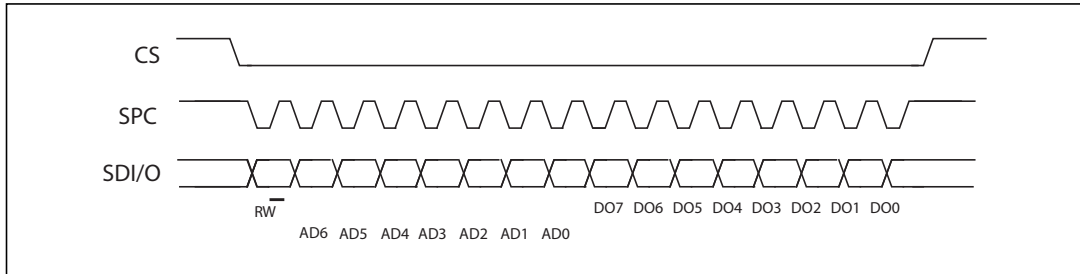 CS
SPC
SDI/O
RW
DO7 DO6 DO5 DO4 DO3 DO2 DO1 DO0
AD6 AD5 AD4 AD3 AD2 AD1 AD0